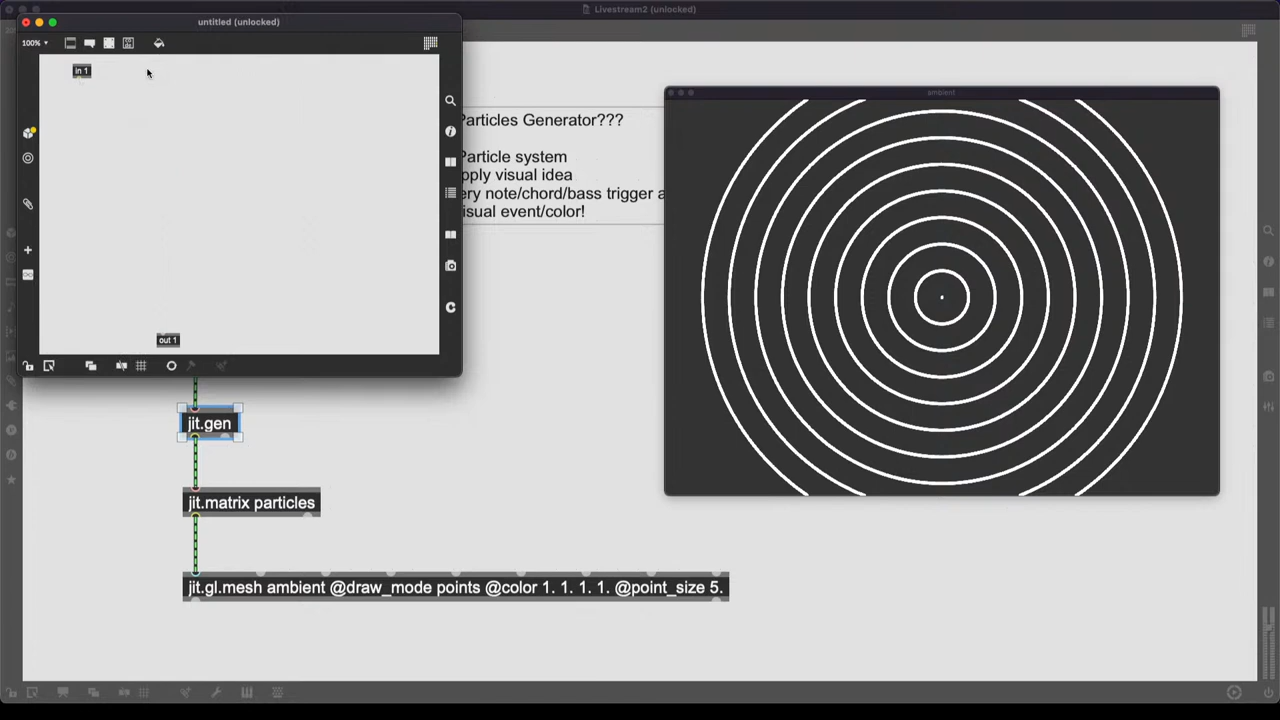 Livestream2 (unlocked)
untitled (unlocked)
100%
in 1
out 1
ambient
Particles Generator???
Particle system
pply visual idea
ery note/chord/bass trigger a
isual event/color!
jit.gen
jit.matrix particles
jit.gl.mesh ambient @draw_mode points @color 1. 1. 1. 1. @point_size 5.